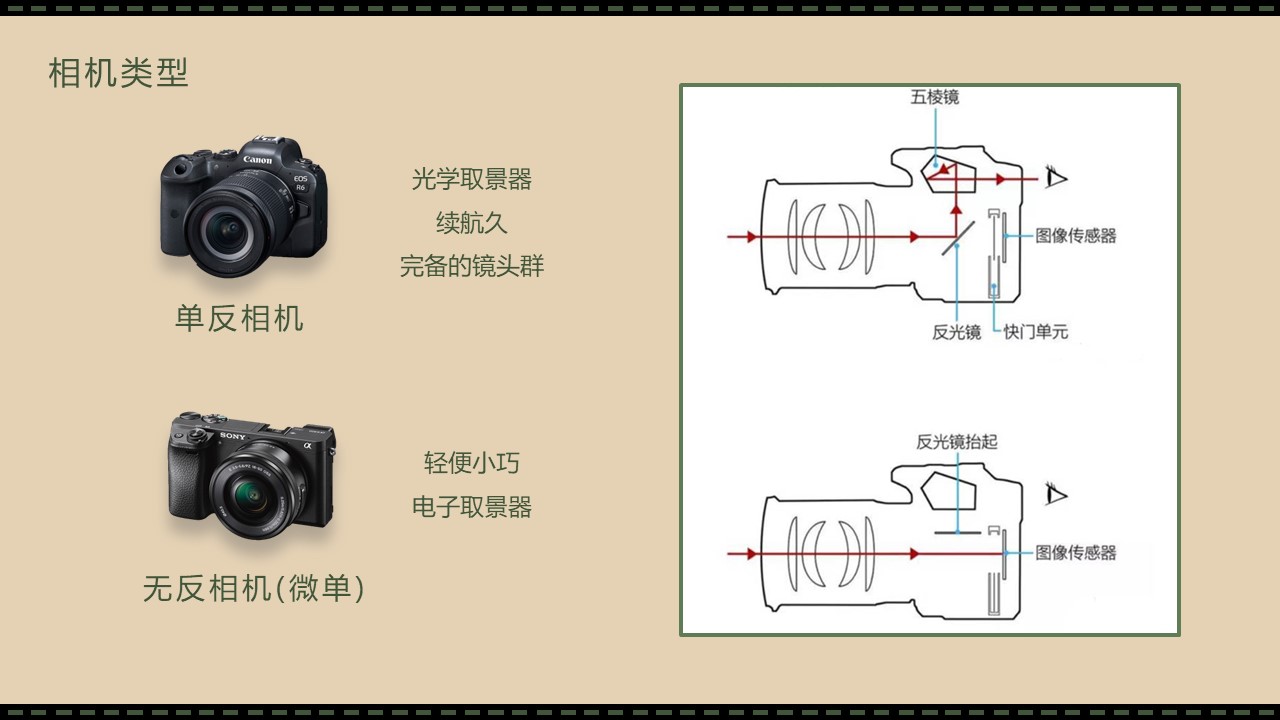 相机类型
Canon
EOS
R6
光学取景器
续航久
完备的镜头群
单反相机
SONY
α
轻便小巧
电子取景器
无反相机(微单)
五棱镜
图像传感器
反光镜
快门单元
反光镜抬起
图像传感器